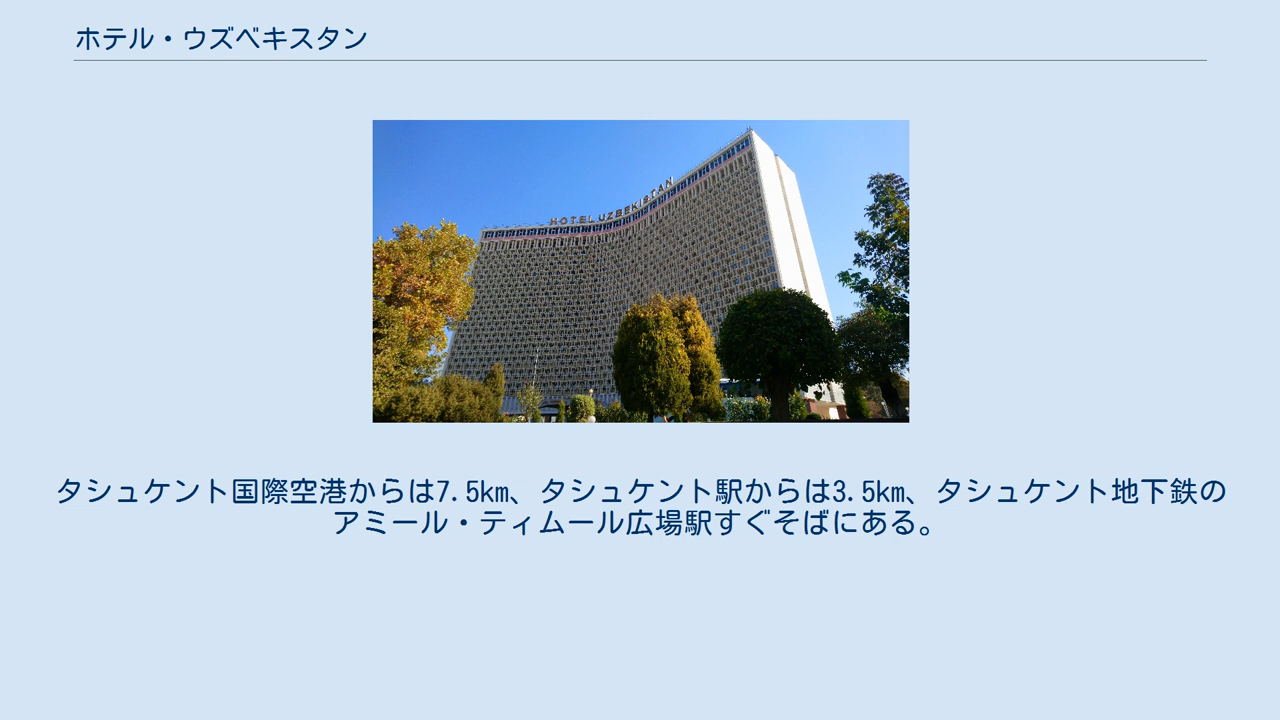 ホテル・ウズベキスタン
HOTEL UZBEKISTAN
タシュケント国際空港からは7.5km、タシュケント駅からは3.5km、タシュケント地下鉄の
アミール・ティムール広場駅すぐそばにある。